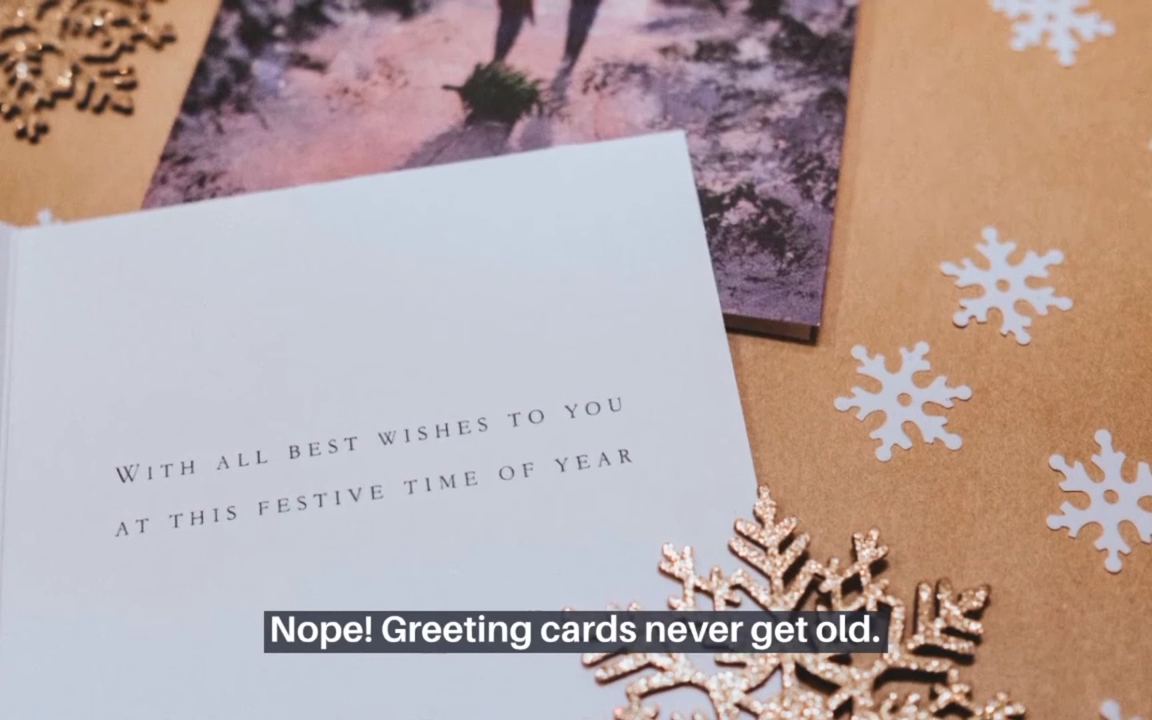 WITH ALL BEST WISHES TO YOU
AT THIS FESTIVE TIME OF YEAR
Nope! Greeting cards never get old.